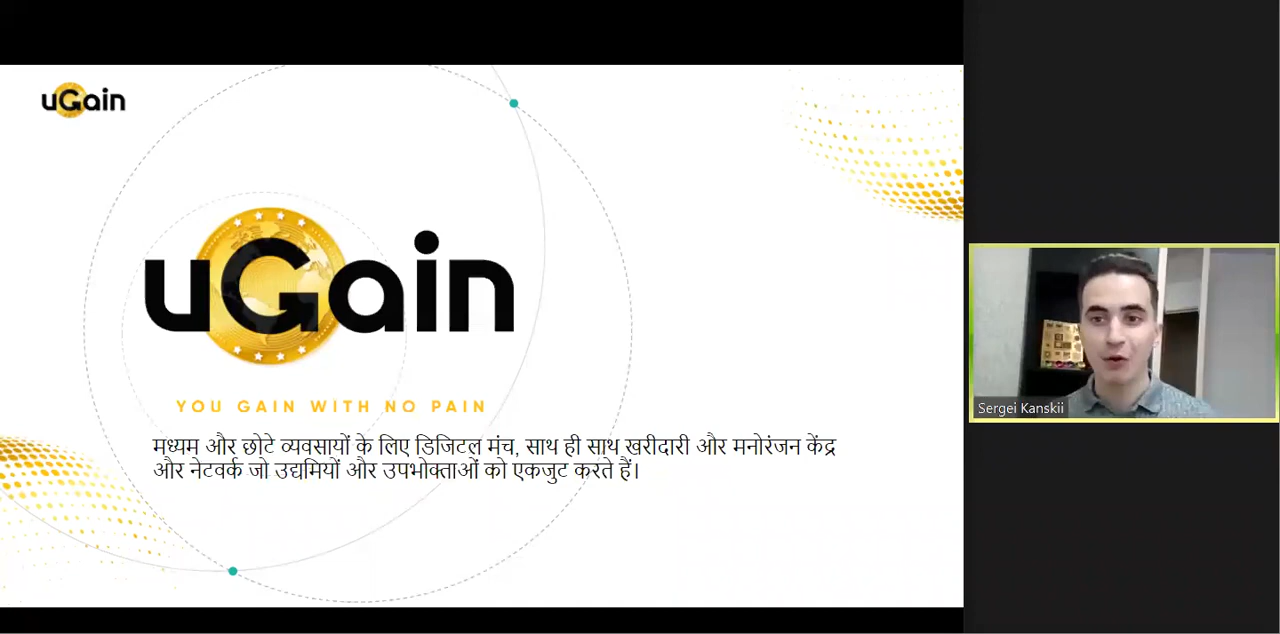 uGain
uGain
YOU GAIN WITH NO PAIN
मध्यम और छोटे व्यवसायों के लिए डिजिटल मंच, साथ ही साथ खरीदारी और मनोरंजन केंद्र
और नेटवर्क जो उद्यमियों और उपभोक्ताओं को एकजुट करते हैं।
Sergei Kanskii